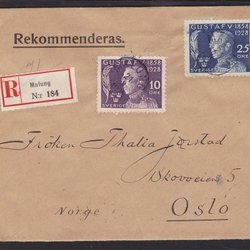 Rekommenderas.
GUSTAF V 1858 1928
25 ÖRE
SVERIGE
GUSTAF V 1858 1928
10 ÖRE
SVERIGE
R
Malung
Nr 184
Fröken Thalia Jørstad
5
Norge.
Oslo